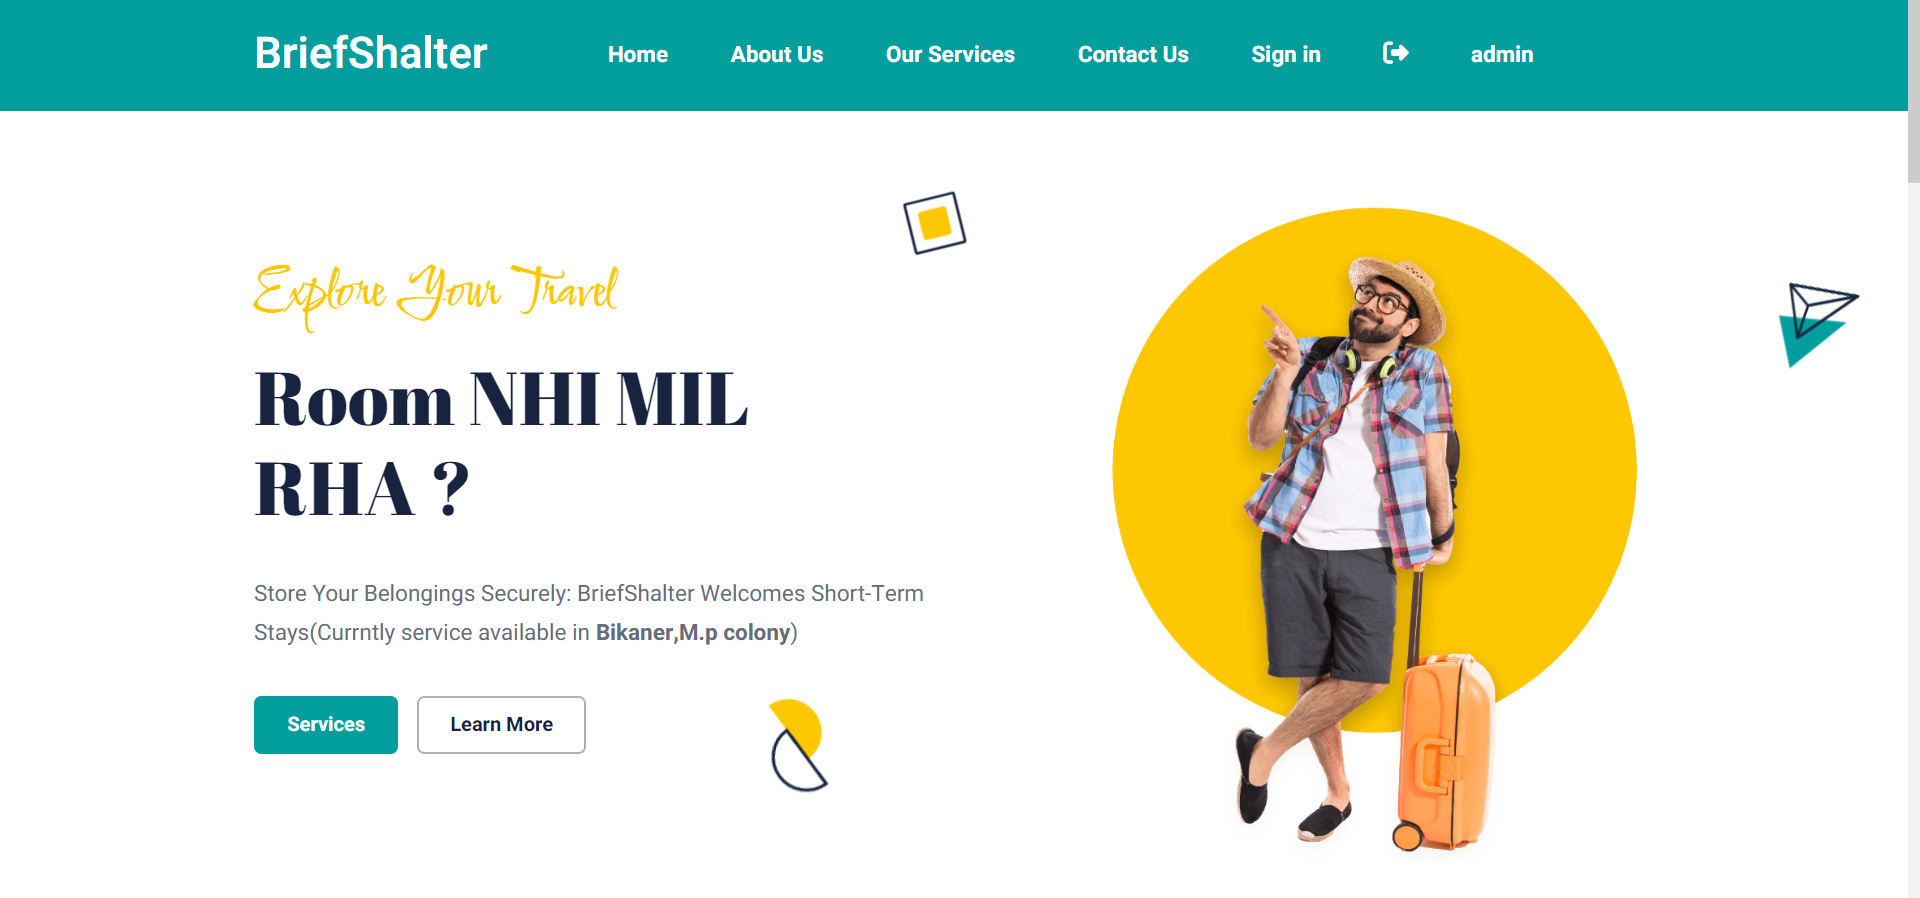 BriefShalter
Home
About Us
Our Services
Contact Us
Sign in
admin
Explore Your Travel
Room NHI MIL
RHA ?
Store Your Belongings Securely: BriefShalter Welcomes Short-Term
Stays(Currntly service available in Bikaner,M.p colony)
Services
Learn More